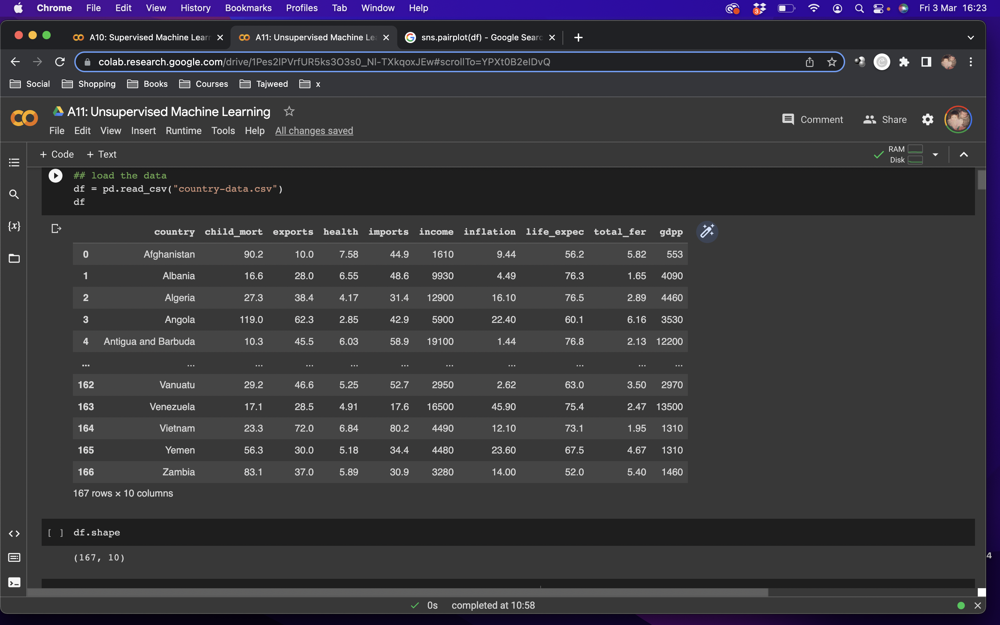 Chrome File Edit View History Bookmarks Profiles Tab Window Help 3 Fri 3 Mar 16:23
A10: Supervised Machine Lear A11: Unsupervised Machine Le sns.pairplot(df) - Google Searc
colab.research.google.com/drive/1Pes2lPVrfUR5ks3O3s0_Nl-TXkqoxJEw#scrollTo=YPXt0B2eIDvQ
Social Shopping Books Courses Tajweed x
A11: Unsupervised Machine Learning
File Edit View Insert Runtime Tools Help All changes saved
Comment Share
+ Code + Text
RAM
Disk
## load the data
df = pd.read_csv("country-data.csv")
df
country child_mort exports health imports income inflation life_expec total_fer gdpp
0 Afghanistan 90.2 10.0 7.58 44.9 1610 9.44 56.2 5.82 553
1 Albania 16.6 28.0 6.55 48.6 9930 4.49 76.3 1.65 4090
2 Algeria 27.3 38.4 4.17 31.4 12900 16.10 76.5 2.89 4460
3 Angola 119.0 62.3 2.85 42.9 5900 22.40 60.1 6.16 3530
4 Antigua and Barbuda 10.3 45.5 6.03 58.9 19100 1.44 76.8 2.13 12200
... ... ... ... ... ... ... ... ... ... ...
162 Vanuatu 29.2 46.6 5.25 52.7 2950 2.62 63.0 3.50 2970
163 Venezuela 17.1 28.5 4.91 17.6 16500 45.90 75.4 2.47 13500
164 Vietnam 23.3 72.0 6.84 80.2 4490 12.10 73.1 1.95 1310
165 Yemen 56.3 30.0 5.18 34.4 4480 23.60 67.5 4.67 1310
166 Zambia 83.1 37.0 5.89 30.9 3280 14.00 52.0 5.40 1460
167 rows × 10 columns
[ ] df.shape
(167, 10)
4
0s completed at 10:58